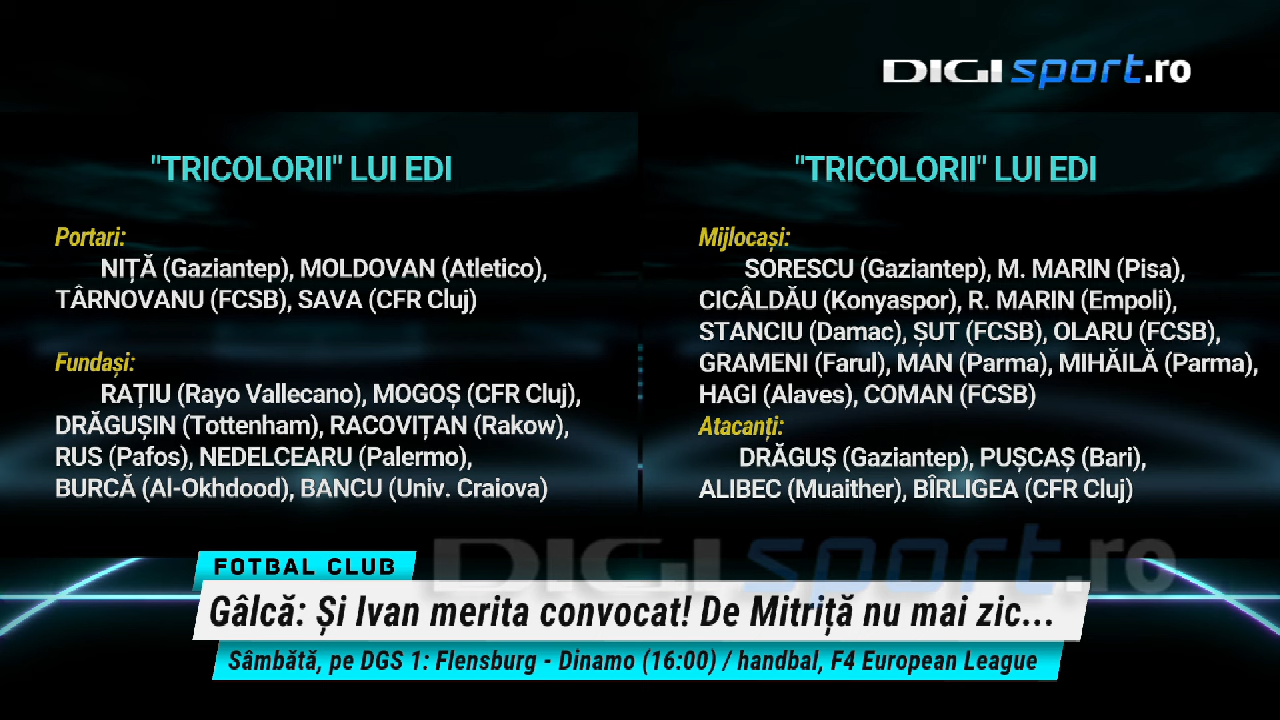 DIGI sport.ro
"TRICOLORII" LUI EDI
Portari:
NIȚĂ (Gaziantep), MOLDOVAN (Atletico),
TÂRNOVANU (FCSB), SAVA (CFR Cluj)
Fundași:
RAȚIU (Rayo Vallecano), MOGOȘ (CFR Cluj),
DRĂGUȘIN (Tottenham), RACOVIȚAN (Rakow),
RUS (Pafos), NEDELCEARU (Palermo),
BURCĂ (Al-Okhdood), BANCU (Univ. Craiova)
"TRICOLORII" LUI EDI
Mijlocași:
SORESCU (Gaziantep), M. MARIN (Pisa),
CICÂLDĂU (Konyaspor), R. MARIN (Empoli),
STANCIU (Damac), ȘUT (FCSB), OLARU (FCSB),
GRAMENI (Farul), MAN (Parma), MIHĂILĂ (Parma),
HAGI (Alaves), COMAN (FCSB)
Atacanți:
DRĂGUȘ (Gaziantep), PUȘCAȘ (Bari),
ALIBEC (Muaither), BÎRLIGEA (CFR Cluj)
DIGI sport.ro
FOTBAL CLUB
Gâlcă: Și Ivan merita convocat! De Mitriță nu mai zic...
Sâmbătă, pe DGS 1: Flensburg - Dinamo (16:00) / handbal, F4 European League